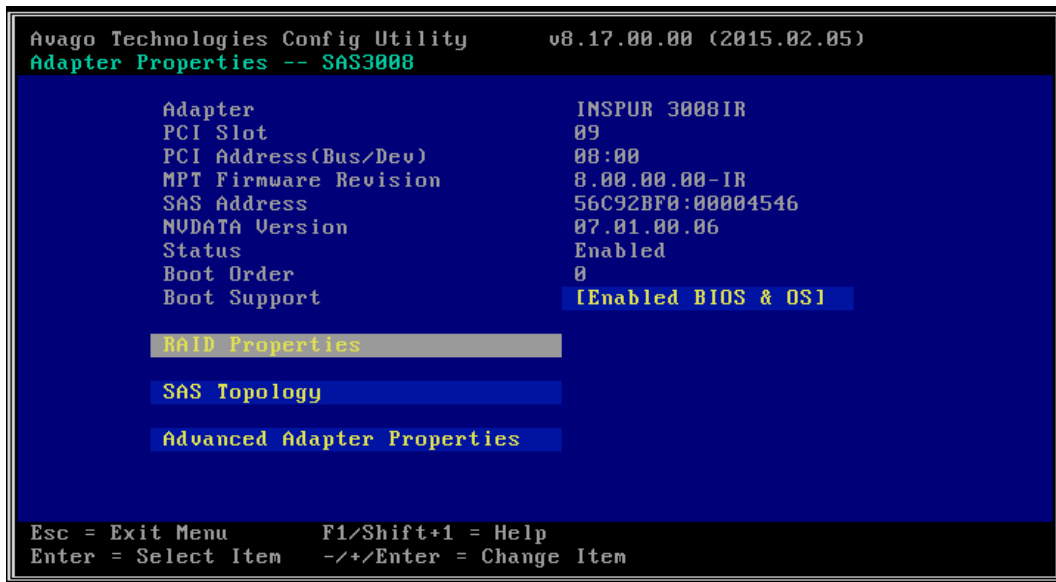 Avago Technologies Config Utility v8.17.00.00 (2015.02.05)
Adapter Properties -- SAS3008
Adapter INSPUR 3008IR
PCI Slot 09
PCI Address(Bus/Dev) 08:00
MPT Firmware Revision 8.00.00.00-IR
SAS Address 56C92BF0:00004546
NVDATA Version 07.01.00.06
Status Enabled
Boot Order 0
Boot Support [Enabled BIOS & OS]
RAID Properties
SAS Topology
Advanced Adapter Properties
Esc = Exit Menu F1/Shift+1 = Help
Enter = Select Item -/+/Enter = Change Item